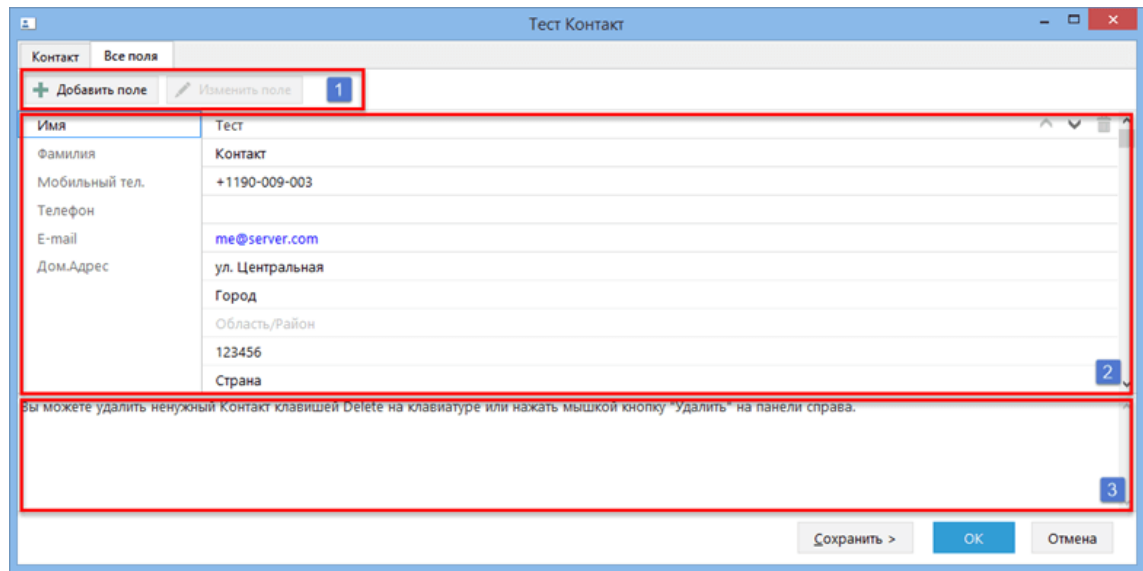 Тест Контакт
Контакт Все поля
Добавить поле Изменить поле 1
Имя Тест
Фамилия Контакт
Мобильный тел. +1190-009-003
Телефон
E-mail me@server.com
Дом.Адрес ул. Центральная
Город
Область/Район
123456
Страна 2
Вы можете удалить ненужный Контакт клавишей Delete на клавиатуре или нажать мышкой кнопку "Удалить" на панели справа.
3
Сохранить > OK Отмена